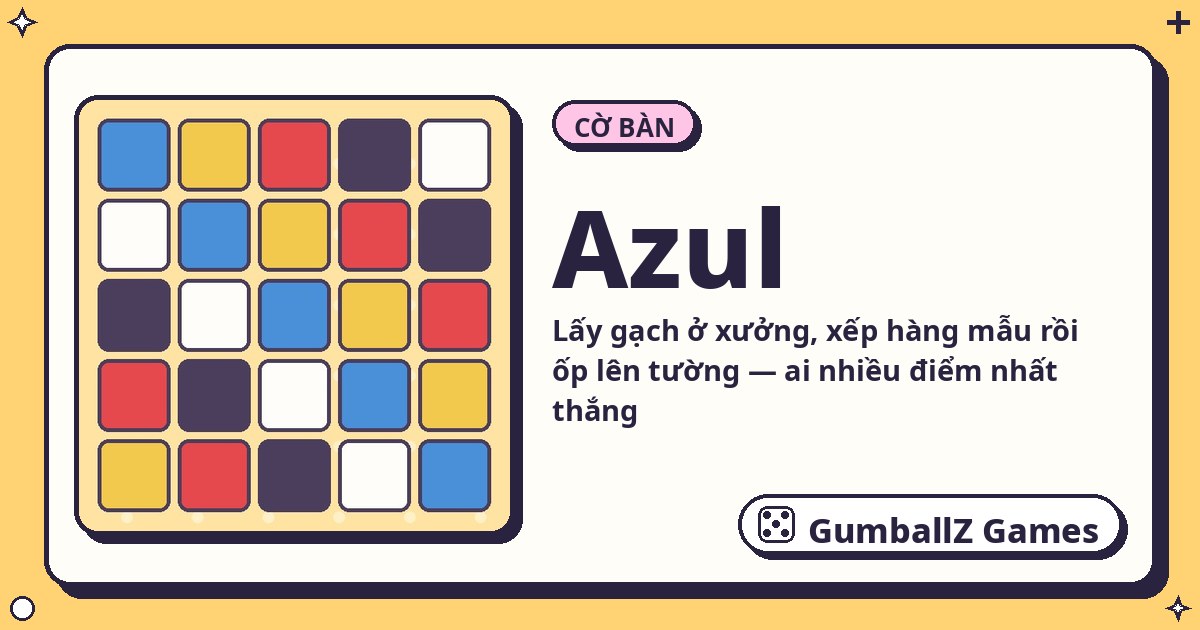 CỜ BÀN
Azul
Lấy gạch ở xưởng, xếp hàng mẫu rồi
ốp lên tường — ai nhiều điểm nhất
thắng
GumballZ Games